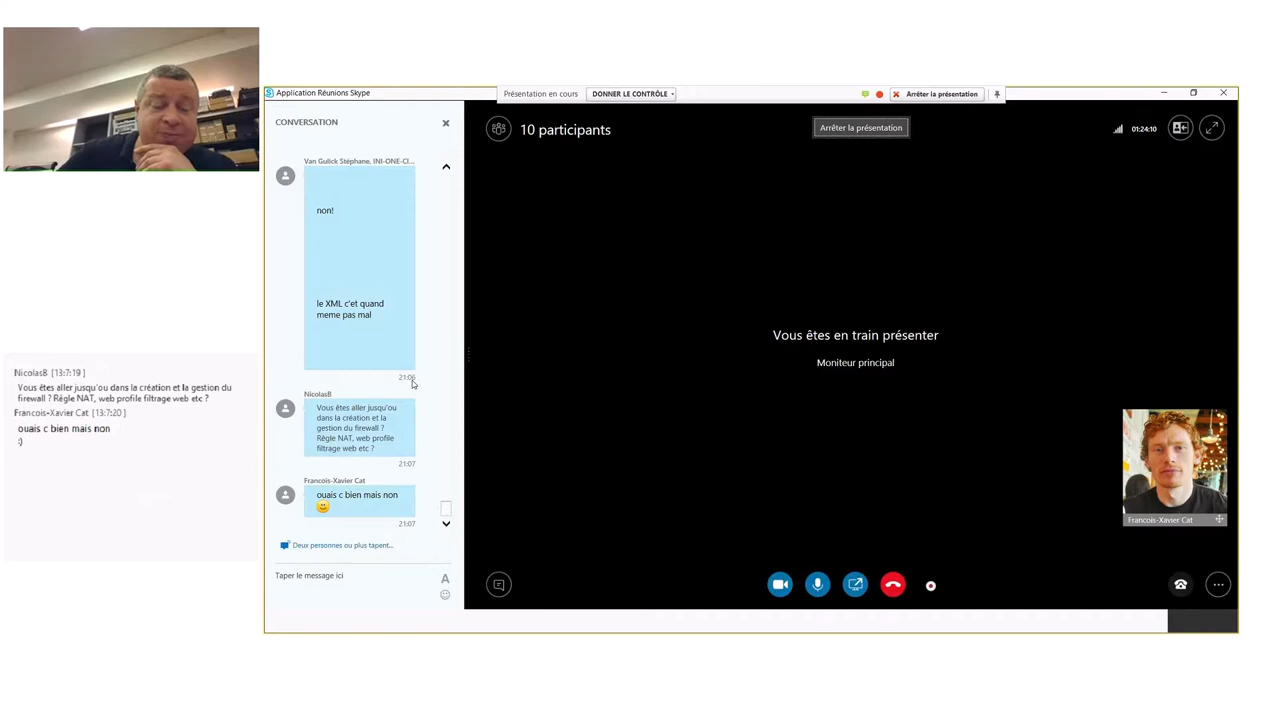 Application Réunions Skype
Présentation en cours
DONNER LE CONTRÔLE
Arrêter la présentation
CONVERSATION
10 participants
Arrêter la présentation
01:24:10
Van Gulick Stéphane, INI-ONE-CI...
non!
le XML c'et quand
meme pas mal
21:06
NicolasB
Vous êtes aller jusqu'ou
dans la création et la
gestion du firewall ?
Règle NAT, web profile
filtrage web etc ?
21:07
Francois-Xavier Cat
ouais c bien mais non
21:07
Deux personnes ou plus tapent...
Taper le message ici
A
Vous êtes en train présenter
Moniteur principal
Francois-Xavier Cat
NicolasB [13:7:19 ]
Vous êtes aller jusqu'ou dans la création et la gestion du
firewall ? Régle NAT, web profile filtrage web etc ?
Francois-Xavier Cat [13:7:20 ]
ouais c bien mais non
:)